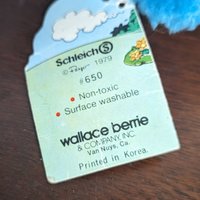 Schleich S
© Peyo 1979
# 650
• Non-toxic
• Surface washable
wallace berrie
& COMPANY, INC.
Van Nuys, Ca.
Printed in Korea.